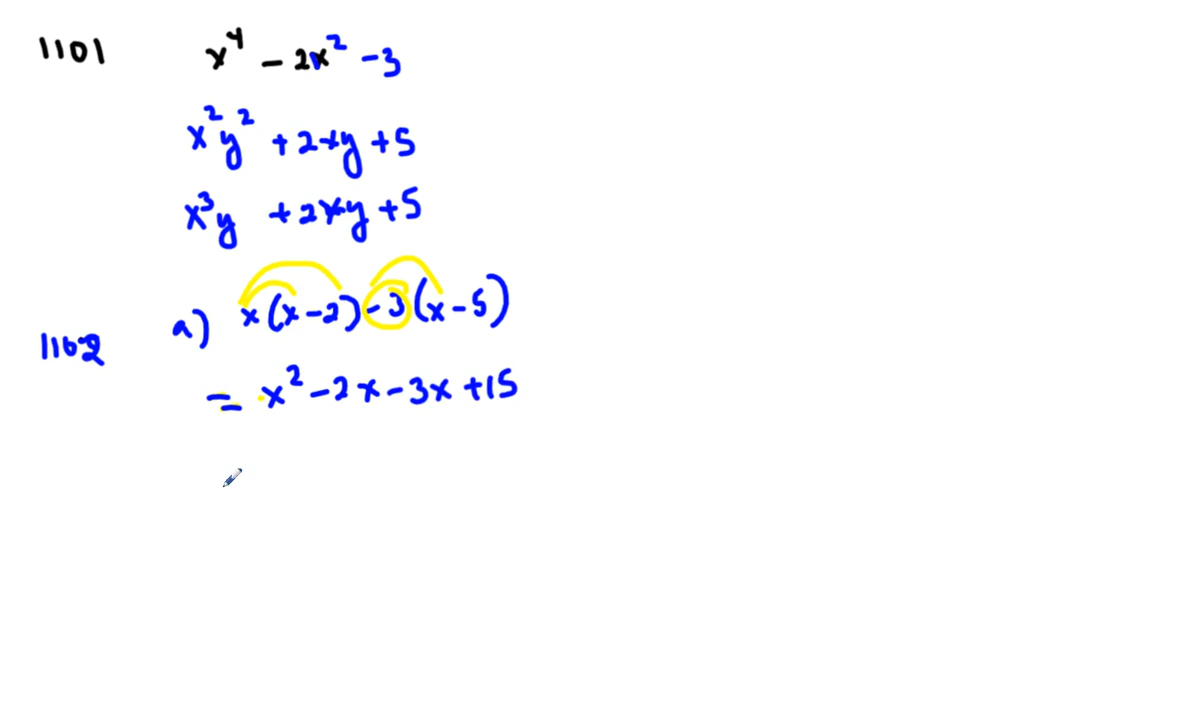 1101 x⁴ - 2x² - 3
x²y² + 2xy + 5
x³y + 2xy + 5
1102 a) x(x-2) - 3(x-5)
= x² - 2x - 3x + 15